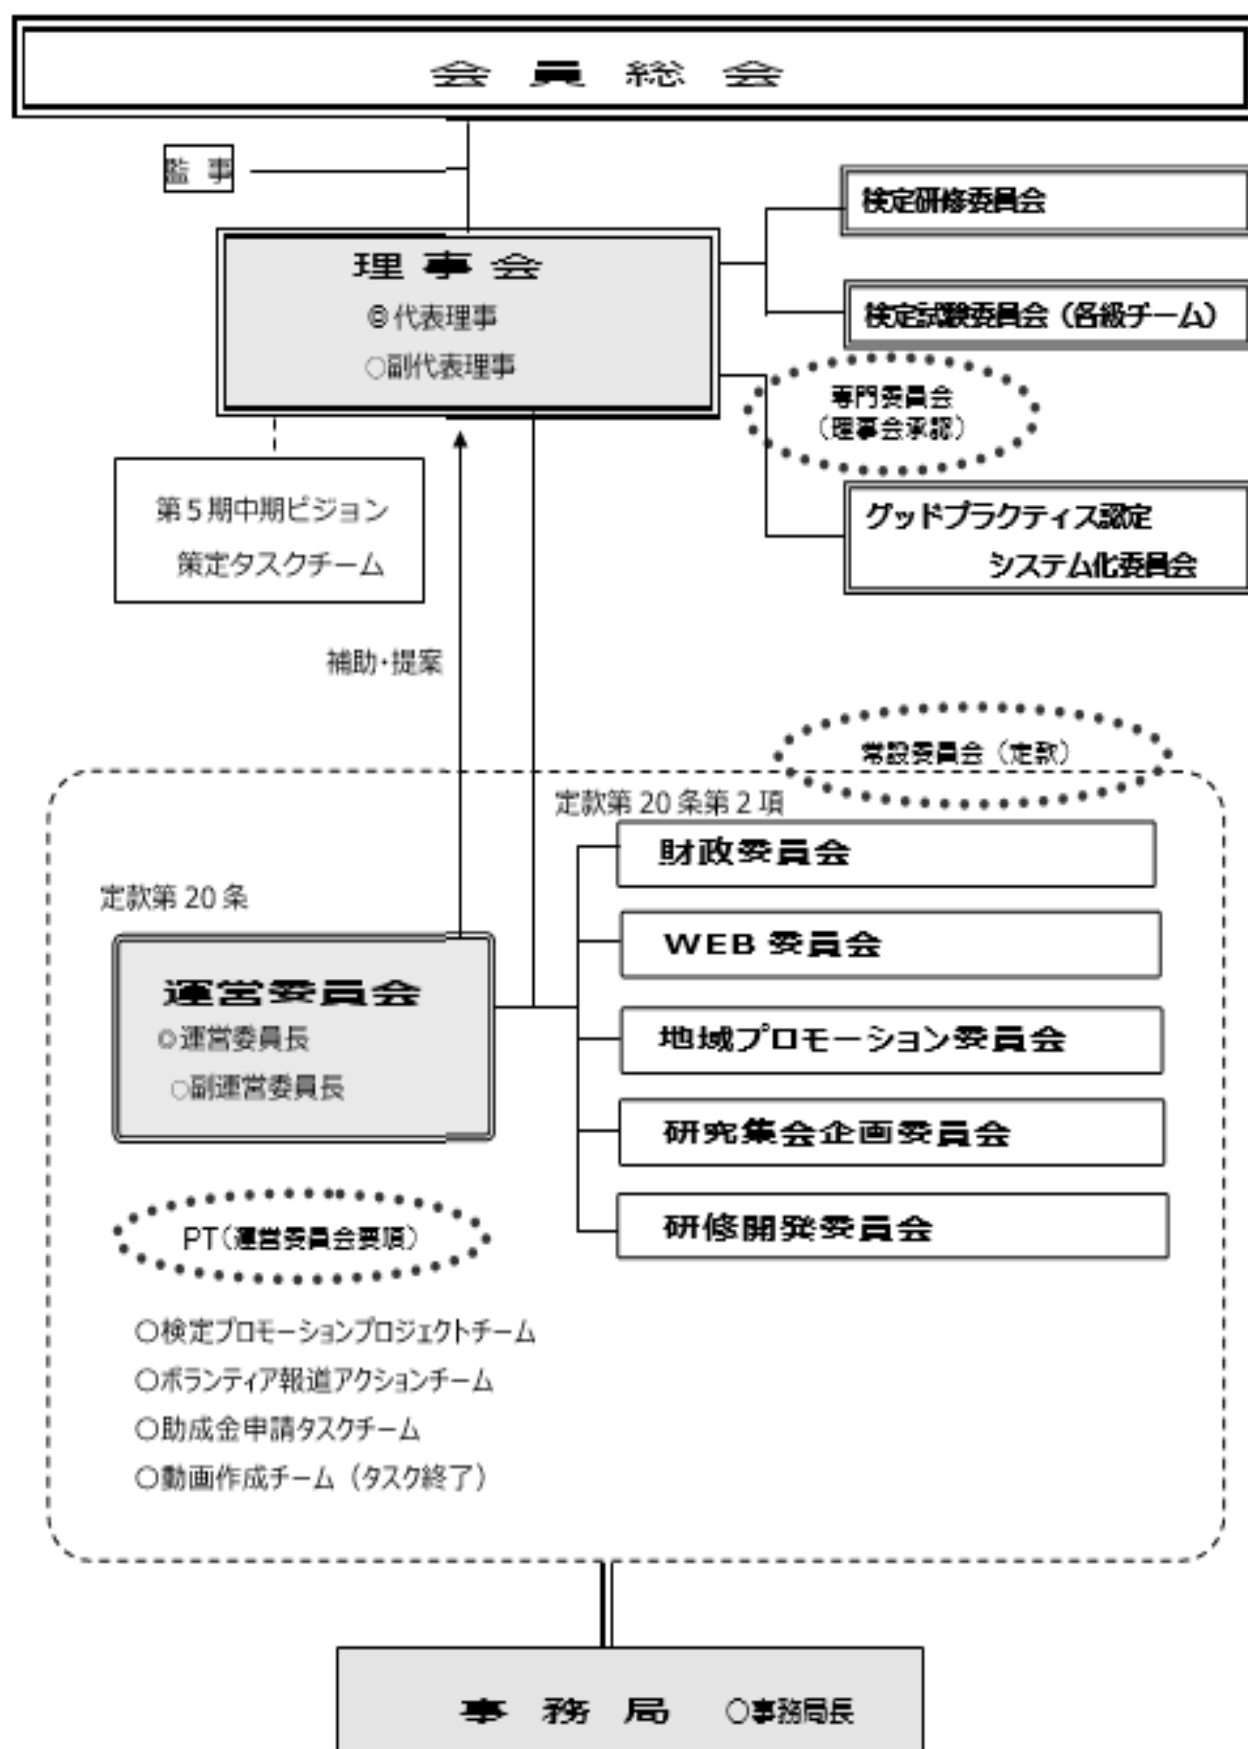 会 員 総 会
監 事
検定研修委員会
理 事 会
◎代表理事
○副代表理事
検定試験委員会（各級チーム）
専門委員会
（理事会承認）
第５期中期ビジョン
策定タスクチーム
グッドプラクティス認定
システム化委員会
補助・提案
常設委員会（定款）
定款第 20 条第２項
財政委員会
定款第 20 条
WEB 委員会
運営委員会
◎運営委員長
○副運営委員長
地域プロモーション委員会
研究集会企画委員会
研修開発委員会
PT（運営委員会要項）
○検定プロモーションプロジェクトチーム
○ボランティア報道アクションチーム
○助成金申請タスクチーム
○動画作成チーム（タスク終了）
事 務 局 ○事務局長